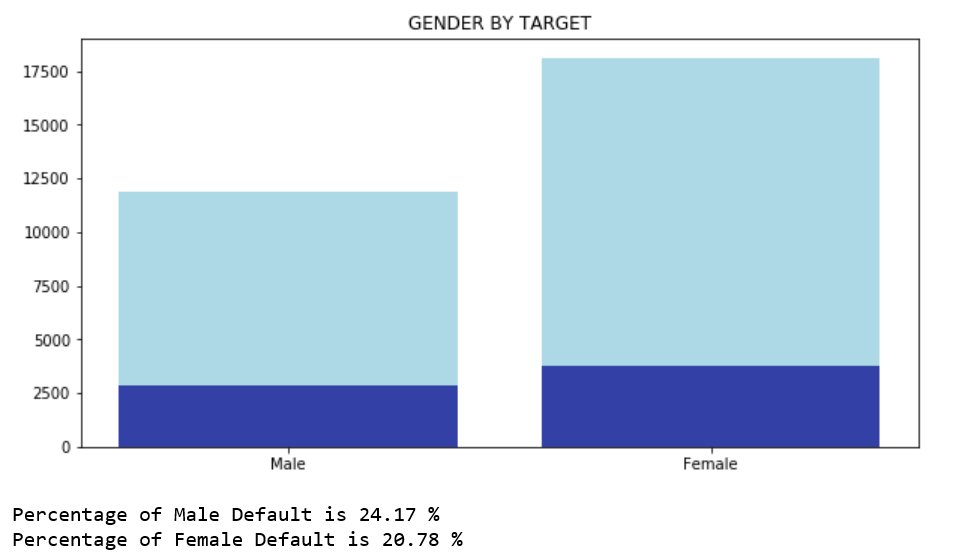 GENDER BY TARGET
17500
15000
12500
10000
7500
5000
2500
0
Male Female
Percentage of Male Default is 24.17 %
Percentage of Female Default is 20.78 %